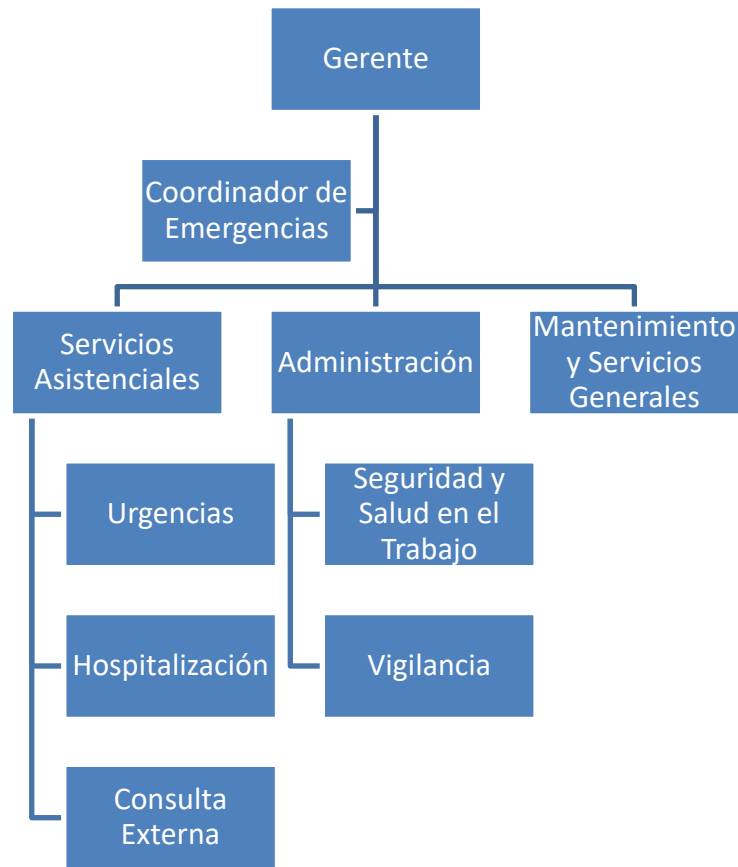 Gerente
Coordinador de
Emergencias
Servicios
Asistenciales
Administración
Mantenimiento
y Servicios
Generales
Urgencias
Seguridad y
Salud en el
Trabajo
Hospitalización
Vigilancia
Consulta
Externa